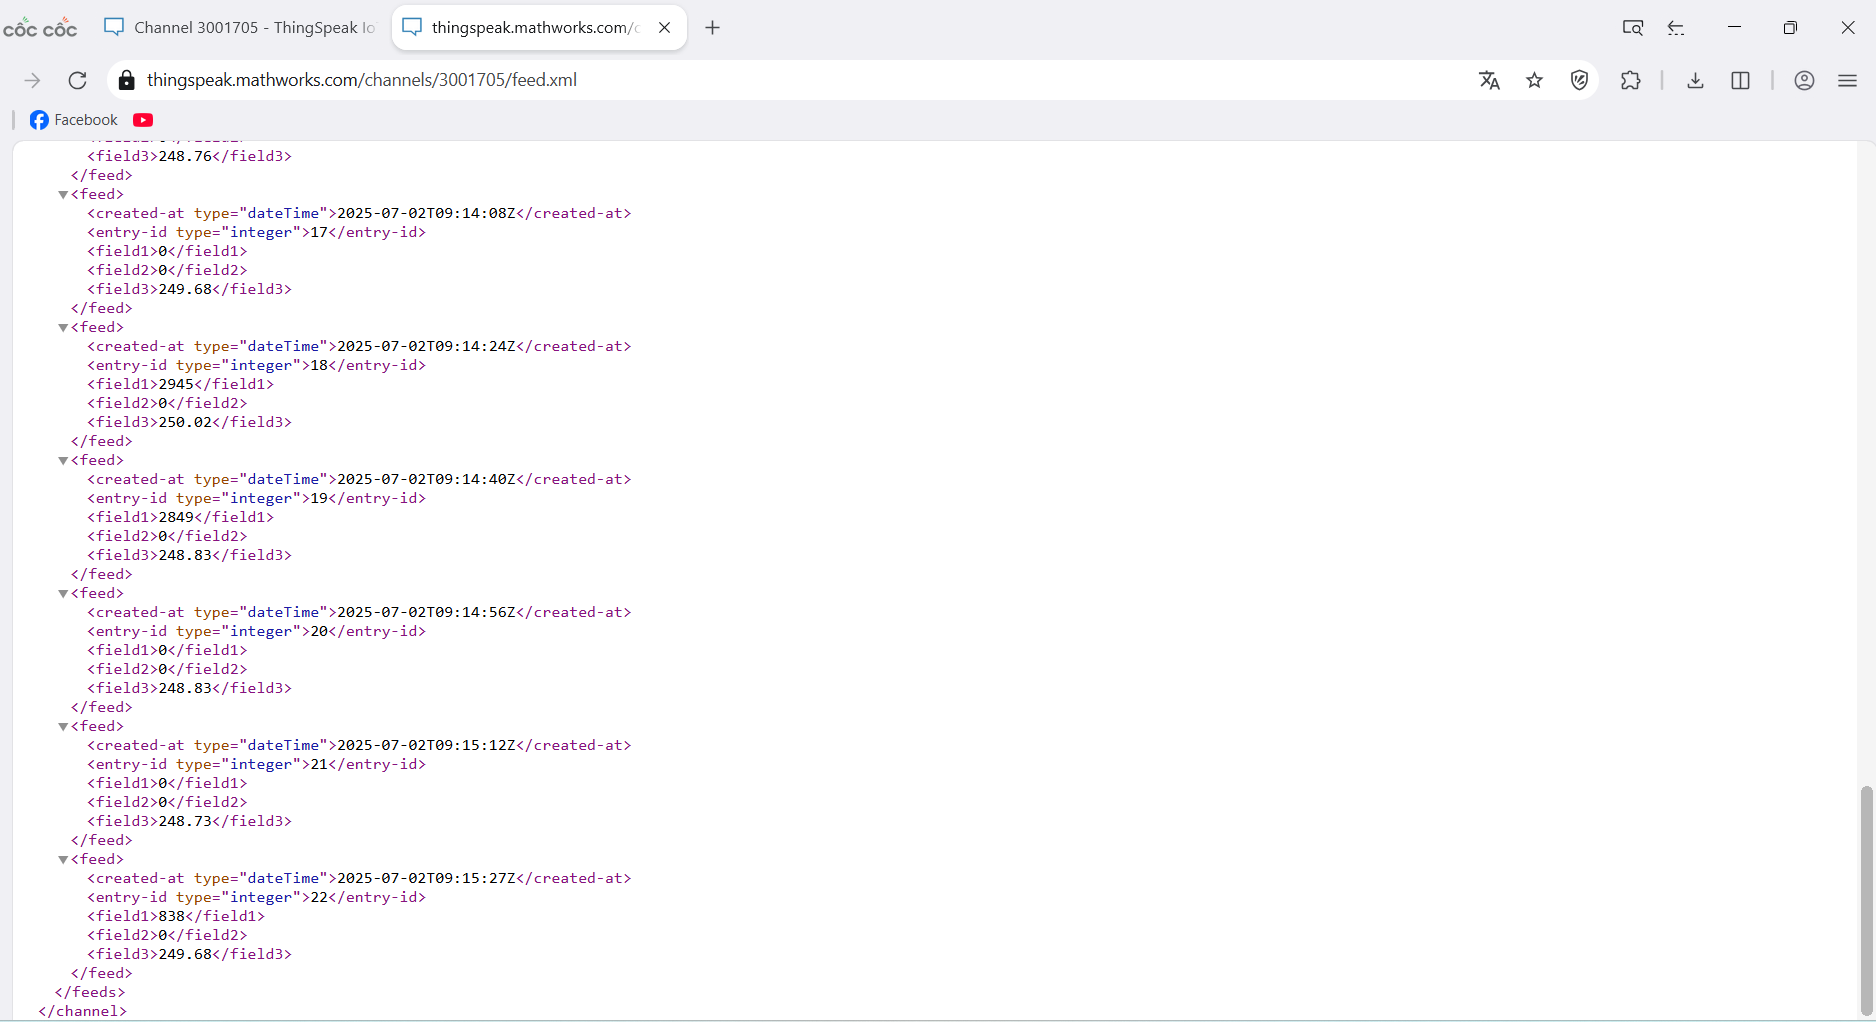 cốc cốc
Channel 3001705 - ThingSpeak Io
thingspeak.mathworks.com/c
thingspeak.mathworks.com/channels/3001705/feed.xml
Facebook
<field3>248.76</field3>
</feed>
<feed>
<created-at type="dateTime">2025-07-02T09:14:08Z</created-at>
<entry-id type="integer">17</entry-id>
<field1>0</field1>
<field2>0</field2>
<field3>249.68</field3>
</feed>
<feed>
<created-at type="dateTime">2025-07-02T09:14:24Z</created-at>
<entry-id type="integer">18</entry-id>
<field1>2945</field1>
<field2>0</field2>
<field3>250.02</field3>
</feed>
<feed>
<created-at type="dateTime">2025-07-02T09:14:40Z</created-at>
<entry-id type="integer">19</entry-id>
<field1>2849</field1>
<field2>0</field2>
<field3>248.83</field3>
</feed>
<feed>
<created-at type="dateTime">2025-07-02T09:14:56Z</created-at>
<entry-id type="integer">20</entry-id>
<field1>0</field1>
<field2>0</field2>
<field3>248.83</field3>
</feed>
<feed>
<created-at type="dateTime">2025-07-02T09:15:12Z</created-at>
<entry-id type="integer">21</entry-id>
<field1>0</field1>
<field2>0</field2>
<field3>248.73</field3>
</feed>
<feed>
<created-at type="dateTime">2025-07-02T09:15:27Z</created-at>
<entry-id type="integer">22</entry-id>
<field1>838</field1>
<field2>0</field2>
<field3>249.68</field3>
</feed>
</feeds>
</channel>